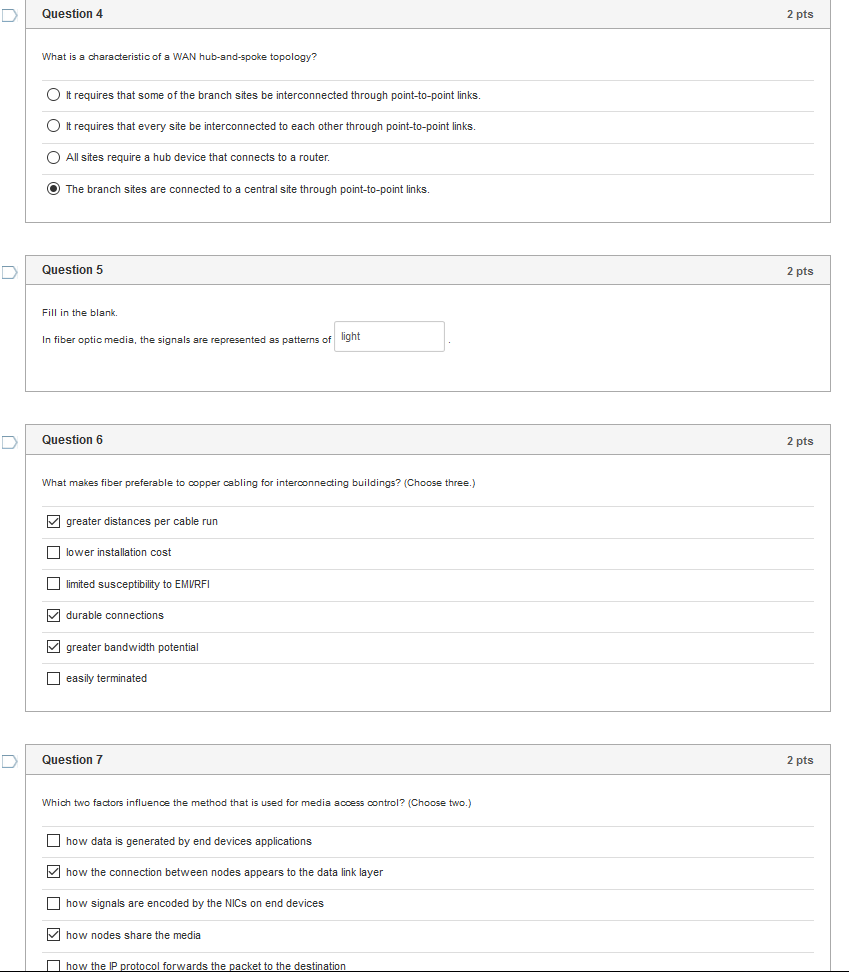 Question 4 2 pts
What is a characteristic of a WAN hub-and-spoke topology?
It requires that some of the branch sites be interconnected through point-to-point links.
It requires that every site be interconnected to each other through point-to-point links.
All sites require a hub device that connects to a router.
The branch sites are connected to a central site through point-to-point links.
Question 5 2 pts
Fill in the blank.
In fiber optic media, the signals are represented as patterns of light .
Question 6 2 pts
What makes fiber preferable to copper cabling for interconnecting buildings? (Choose three.)
greater distances per cable run
lower installation cost
limited susceptibility to EMI/RFI
durable connections
greater bandwidth potential
easily terminated
Question 7 2 pts
Which two factors influence the method that is used for media access control? (Choose two.)
how data is generated by end devices applications
how the connection between nodes appears to the data link layer
how signals are encoded by the NICs on end devices
how nodes share the media
how the IP protocol forwards the packet to the destination